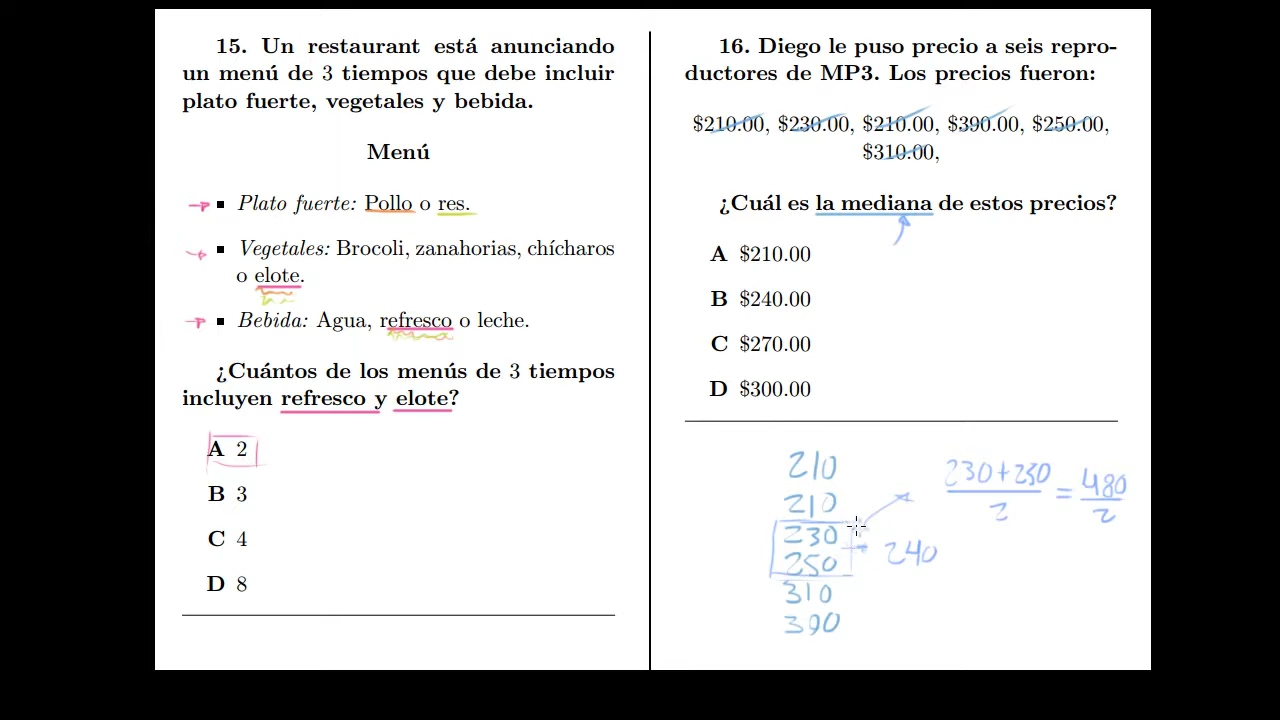 15. Un restaurant está anunciando
un menú de 3 tiempos que debe incluir
plato fuerte, vegetales y bebida.
Menú
▪ Plato fuerte: Pollo o res.
▪ Vegetales: Brocoli, zanahorias, chícharos
o elote.
▪ Bebida: Agua, refresco o leche.
¿Cuántos de los menús de 3 tiempos
incluyen refresco y elote?
A 2
B 3
C 4
D 8
16. Diego le puso precio a seis repro-
ductores de MP3. Los precios fueron:
$210.00, $230.00, $210.00, $390.00, $250.00,
$310.00,
¿Cuál es la mediana de estos precios?
A $210.00
B $240.00
C $270.00
D $300.00
210
210
230
250
310
390
230+250
2
= 480
2
240